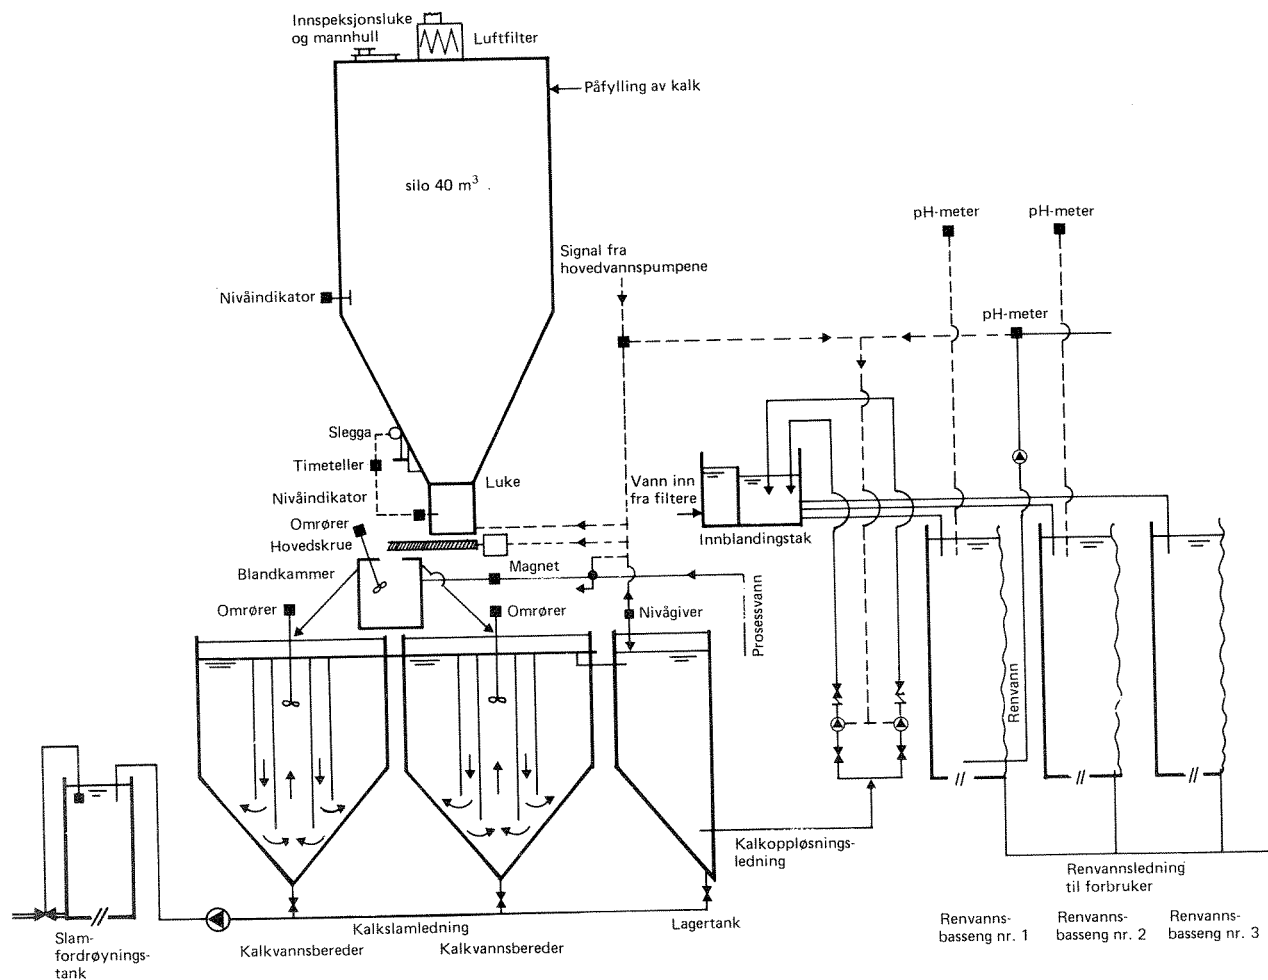 Innspeksjonsluke
og mannhull
Luftfilter
Påfylling av kalk
silo 40 m³
pH-meter
pH-meter
Signal fra
hovedvannspumpene
Nivåindikator
pH-meter
Slegga
Timeteller
Luke
Nivåindikator
Vann inn
fra filtere
Omrører
Hovedskrue
Innblandingstak
Blandkammer
Magnet
Omrører
Omrører
Nivågiver
Prosessvann
Renvann
Kalkoppløsnings-
ledning
Renvannsledning
til forbruker
Kalkslamledning
Lagertank
Slam-
fordrøynings-
tank
Kalkvannsbereder
Kalkvannsbereder
Renvanns-
basseng nr. 1
Renvanns-
basseng nr. 2
Renvanns-
basseng nr. 3